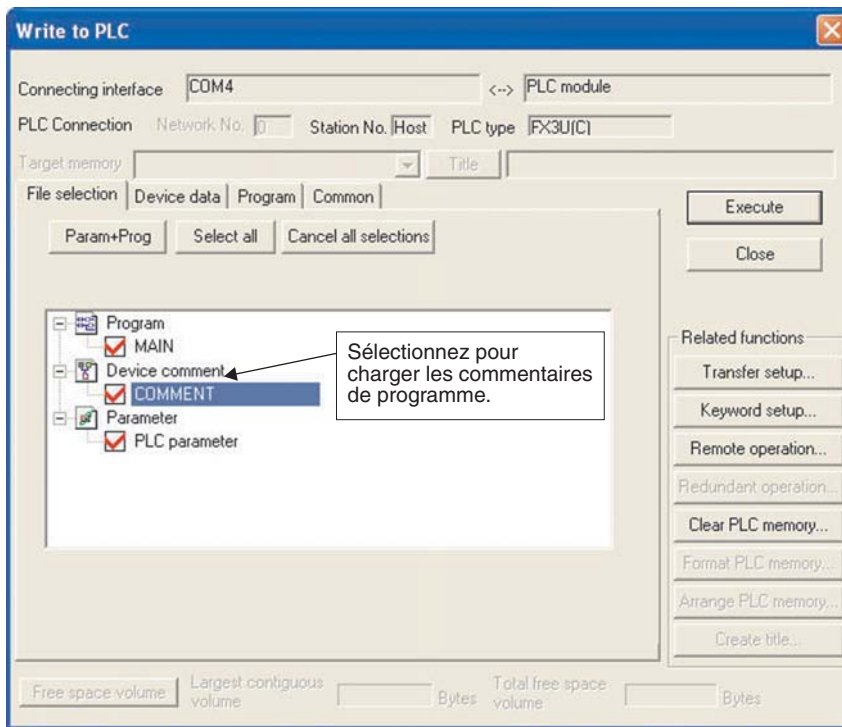 Write to PLC
Connecting interface COM4 <--> PLC module
PLC Connection Network No. 0 Station No. Host PLC type FX3U(C)
Target memory Title
File selection Device data Program Common
Execute
Param+Prog Select all Cancel all selections
Close
Program
MAIN
Device comment
COMMENT
Parameter
PLC parameter
Sélectionnez pour
charger les commentaires
de programme.
Related functions
Transfer setup...
Keyword setup...
Remote operation...
Redundant operation...
Clear PLC memory...
Format PLC memory...
Arrange PLC memory...
Create title...
Free space volume Largest contiguous volume Bytes Total free space volume Bytes